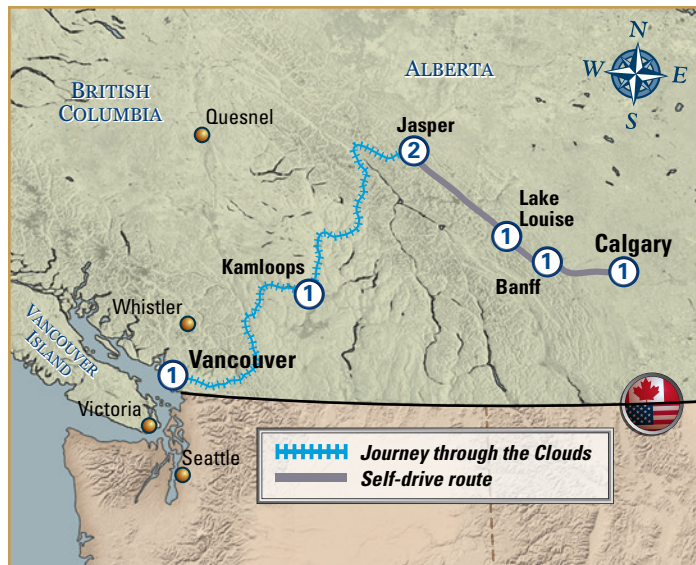 N
W E
S
BRITISH
COLUMBIA
ALBERTA
Quesnel
Jasper
2
Lake
Louise
1
Calgary
1
Banff
1
Kamloops
1
Whistler
Vancouver
1
VANCOUVER
ISLAND
Victoria
Seattle
Journey through the Clouds
Self-drive route